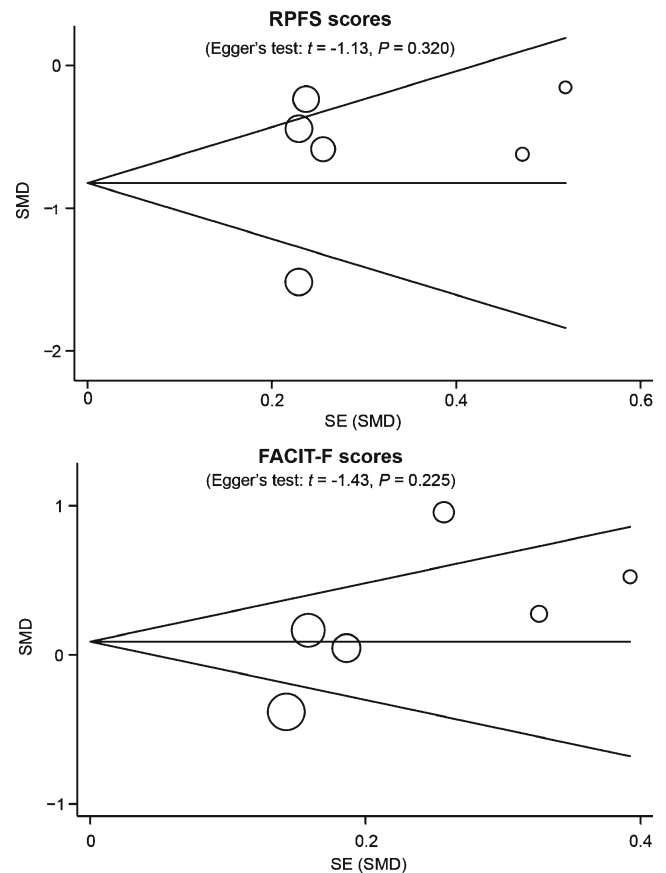 RPFS scores
(Egger's test: t = -1.13, P = 0.320)
0
−1
−2
SMD
0
0.2
0.4
0.6
SE (SMD)
FACIT-F scores
(Egger's test: t = -1.43, P = 0.225)
1
0
−1
SMD
0
0.2
0.4
SE (SMD)